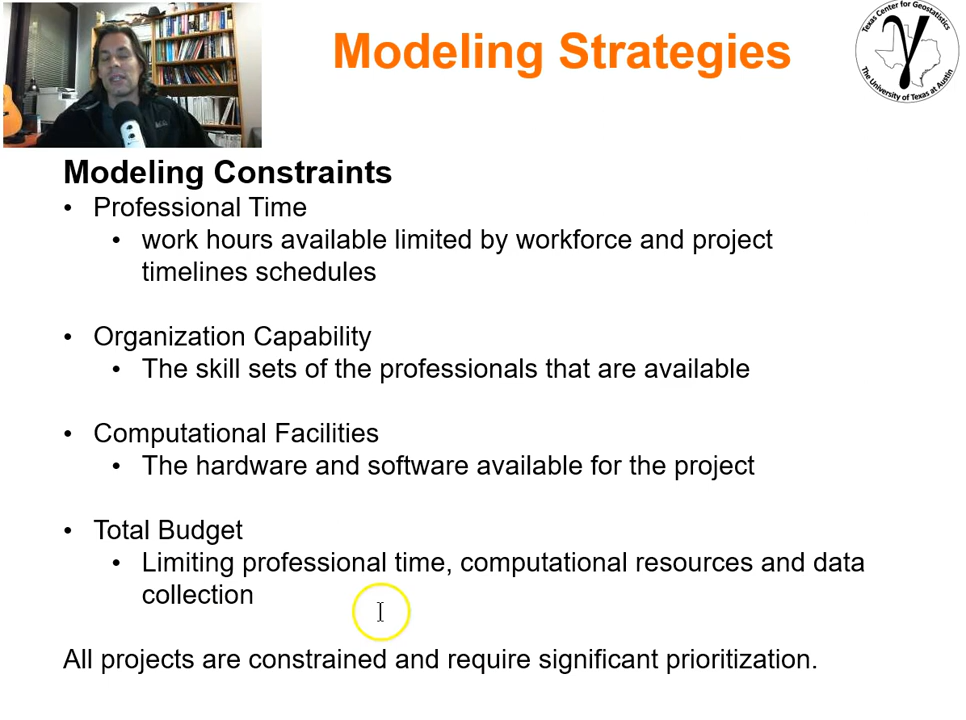 Modeling Strategies
Texas Center for Geostatistics
γ
The University of Texas at Austin
Modeling Constraints
• Professional Time
• work hours available limited by workforce and project
timelines schedules
• Organization Capability
• The skill sets of the professionals that are available
• Computational Facilities
• The hardware and software available for the project
• Total Budget
• Limiting professional time, computational resources and data
collection
All projects are constrained and require significant prioritization.